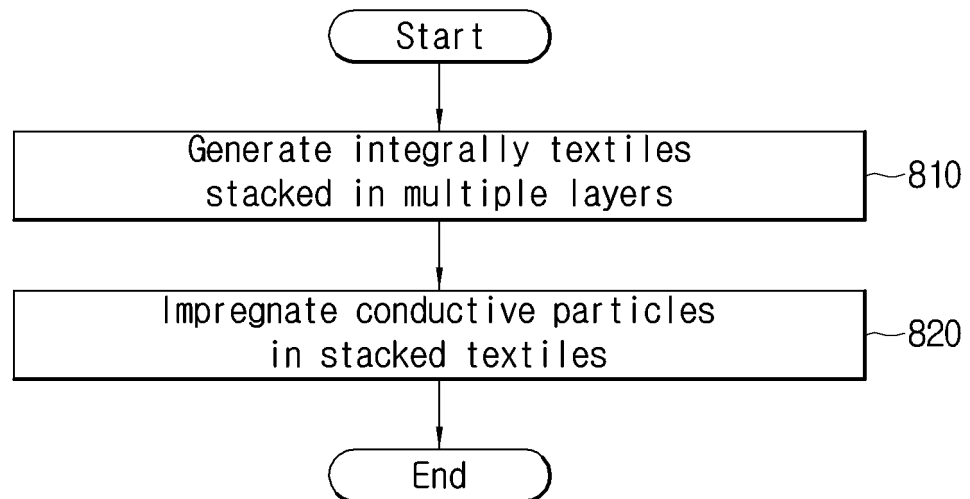 Start
Generate integrally textiles
stacked in multiple layers
810
Impregnate conductive particles
in stacked textiles
820
End